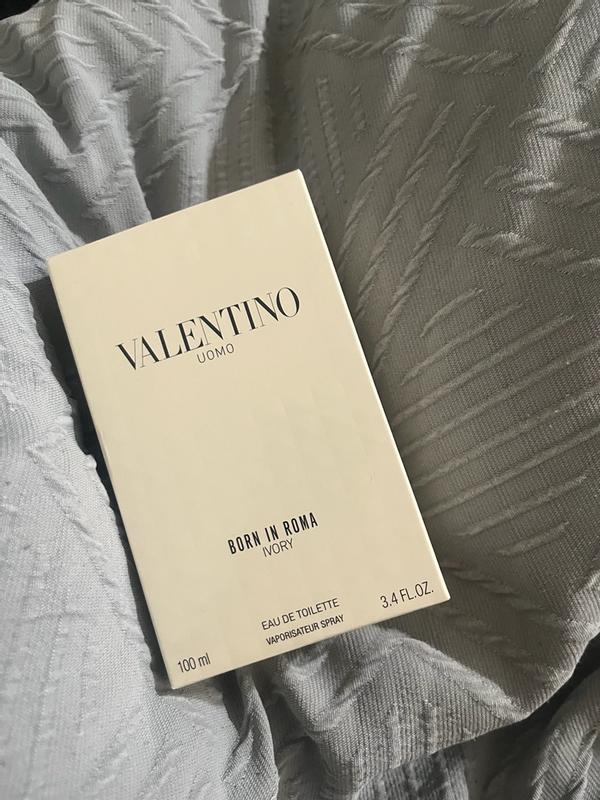 VALENTINO
UOMO
BORN IN ROMA
IVORY
EAU DE TOILETTE
VAPORISATEUR SPRAY
100 ml
3.4 FL.OZ.